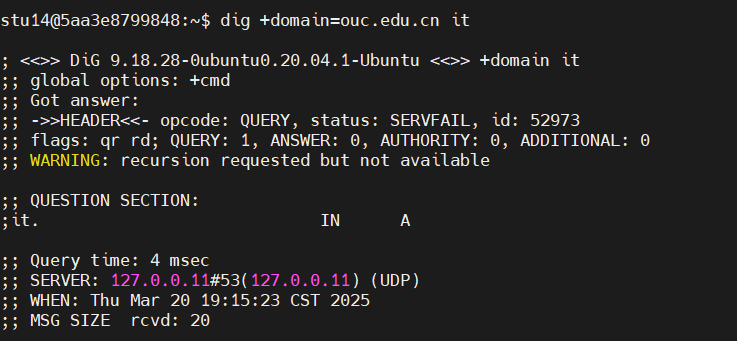 stu14@5aa3e8799848:~$ dig +domain=ouc.edu.cn it
; <<>> DiG 9.18.28-0ubuntu0.20.04.1-Ubuntu <<>> +domain it
;; global options: +cmd
;; Got answer:
;; ->>HEADER<<- opcode: QUERY, status: SERVFAIL, id: 52973
;; flags: qr rd; QUERY: 1, ANSWER: 0, AUTHORITY: 0, ADDITIONAL: 0
;; WARNING: recursion requested but not available
;; QUESTION SECTION:
;it. IN A
;; Query time: 4 msec
;; SERVER: 127.0.0.11#53(127.0.0.11) (UDP)
;; WHEN: Thu Mar 20 19:15:23 CST 2025
;; MSG SIZE rcvd: 20